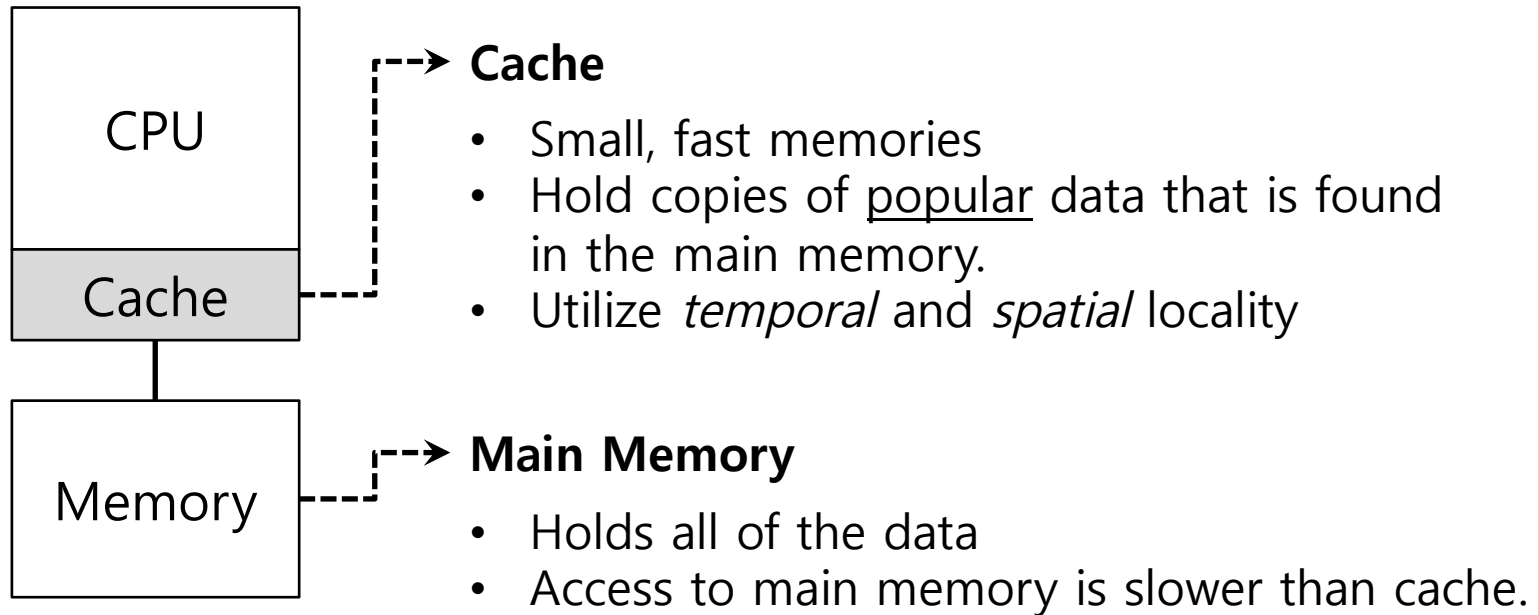 CPU
Cache
Memory
Cache
• Small, fast memories
• Hold copies of popular data that is found
in the main memory.
• Utilize temporal and spatial locality
Main Memory
• Holds all of the data
• Access to main memory is slower than cache.